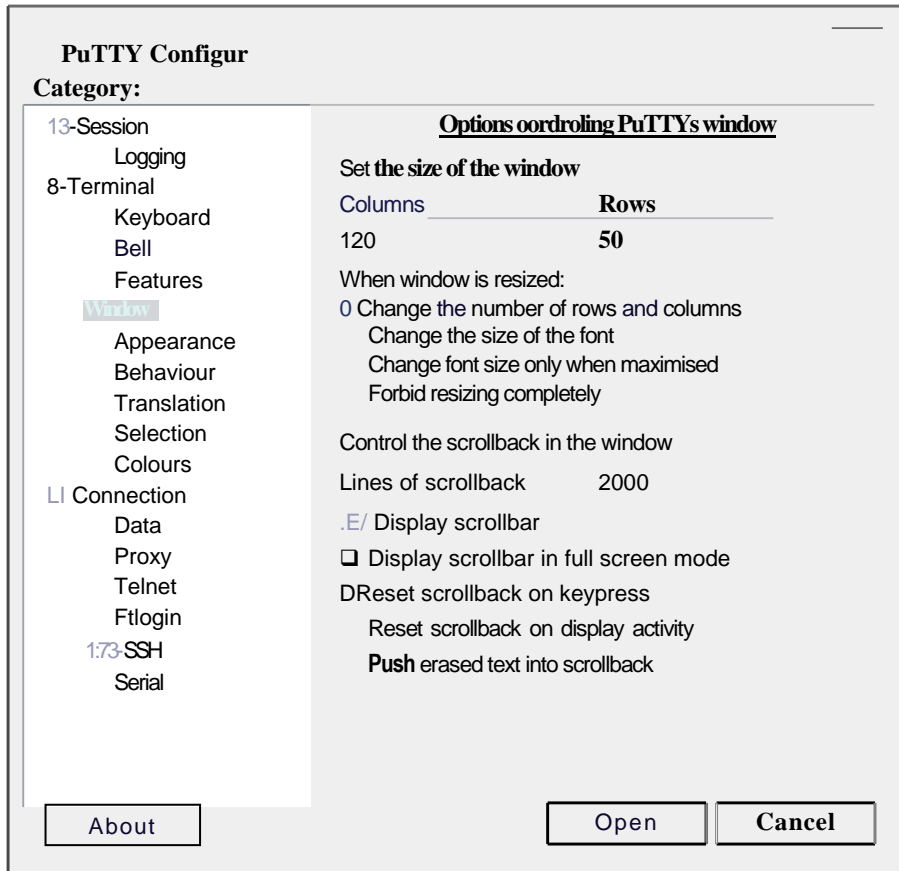 PuTTY Configur
Category:
13-Session
Logging
8-Terminal
Keyboard
Bell
Features
Window
Appearance
Behaviour
Translation
Selection
Colours
LI Connection
Data
Proxy
Telnet
Ftlogin
1:73-SSH
Serial
Options oordroling PuTTYs window
Set the size of the window
Columns Rows
120 50
When window is resized:
0 Change the number of rows and columns
Change the size of the font
Change font size only when maximised
Forbid resizing completely
Control the scrollback in the window
Lines of scrollback 2000
.E/ Display scrollbar
❑ Display scrollbar in full screen mode
DReset scrollback on keypress
Reset scrollback on display activity
Push erased text into scrollback
About
Open
Cancel